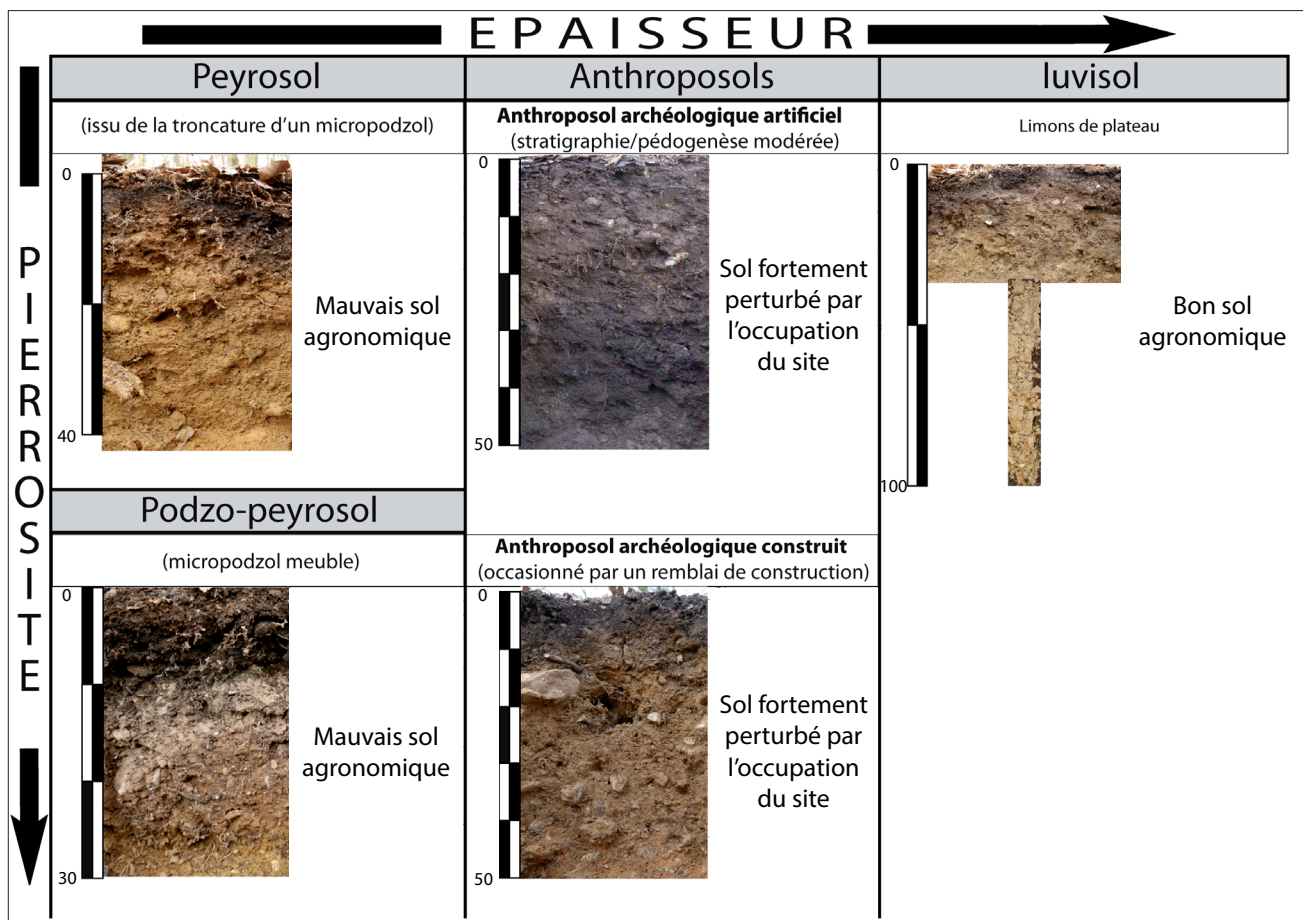 EPAISSEUR
PIERROSITE
Peyrosol
Anthroposols
luvisol
(issu de la troncature d'un micropodzol)
Anthroposol archéologique artificiel
(stratigraphie/pédogenèse modérée)
Limons de plateau
0
40
Mauvais sol
agronomique
0
50
Sol fortement
perturbé par
l'occupation
du site
0
100
Bon sol
agronomique
Podzo-peyrosol
(micropodzol meuble)
Anthroposol archéologique construit
(occasionné par un remblai de construction)
0
30
Mauvais sol
agronomique
0
50
Sol fortement
perturbé par
l'occupation
du site